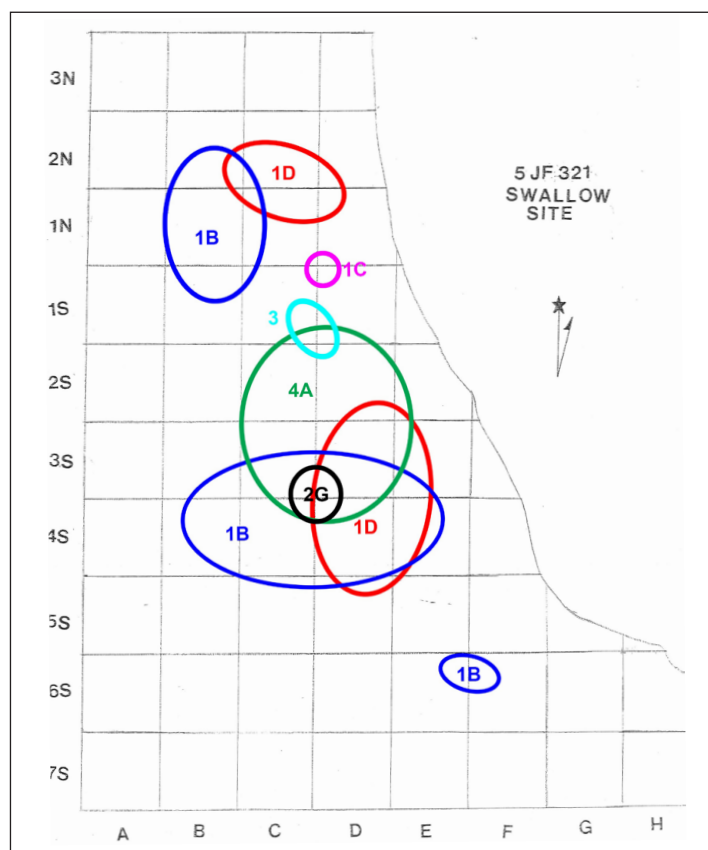 3N
2N
1D
5 JF 321
SWALLOW
SITE
1N
1B
1C
1S
3
2S
4A
3S
2G
4S
1B
1D
5S
6S
1B
7S
A B C D E F G H